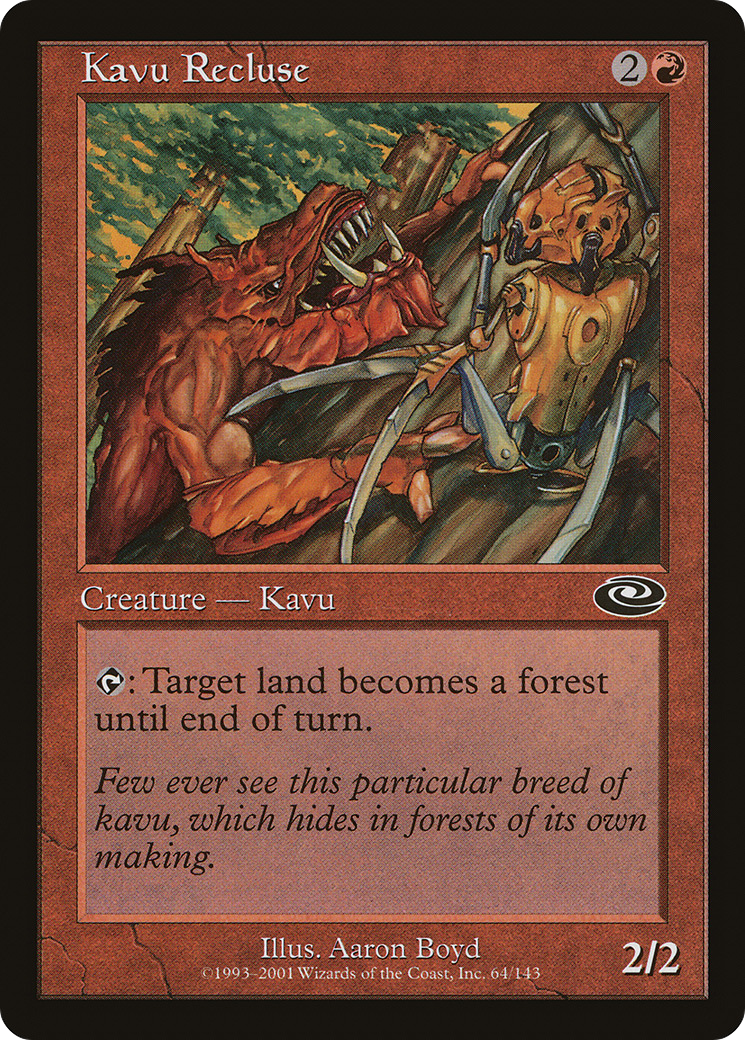 Kavu Recluse 2
Creature — Kavu
: Target land becomes a forest
until end of turn.
Few ever see this particular breed of
kavu, which hides in forests of its own
making.
Illus. Aaron Boyd
©1993–2001 Wizards of the Coast, Inc. 64/143
2/2